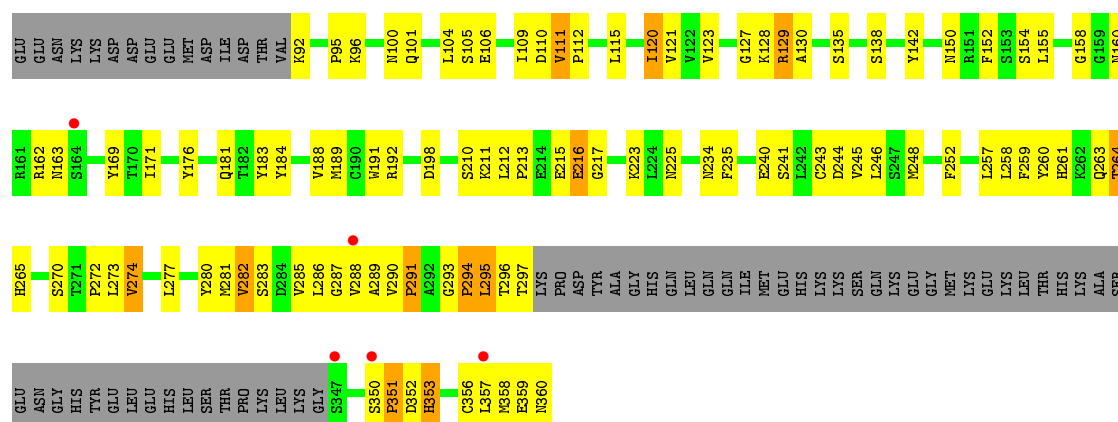 GLU GLU ASN LYS LYS ASP ASP GLU GLU MET ASP ILE ASP THR VAL K92 P95 K96 N100 Q101 L104 S105 E106 I109 D110 V111 P112 L115 I120 V121 V122 V123 G127 K128 R129 A130 S135 S138 Y142 N150 R151 F152 S153 S154 L155 G158 G159 N160
R161 R162 N163 S164 Y169 T170 I171 Y176 Q181 T182 Y183 Y184 V188 M189 C190 W191 R192 D198 S210 K211 L212 P213 E214 E215 E216 G217 K223 L224 N225 N234 F235 E240 S241 L242 C243 D244 V245 L246 S247 M248 F252 L257 L258 F259 Y260 H261 K262 Q263 T264
H265 S270 T271 P272 L273 V274 L277 Y280 M281 V282 S283 D284 V285 L286 G287 V288 A289 V290 P291 A292 G293 P294 L295 T296 T297 LYS PRO ASP TYR ALA GLY HIS GLN LEU GLN GLN ILE MET GLU HIS LYS LYS SER GLN LYS GLU GLY MET LYS GLU LYS LEU THR HIS LYS ALA SER
GLU ASN GLY HIS TYR GLU LEU GLU HIS LEU SER THR PRO LYS LEU LYS GLY S347 S350 P351 D352 H353 C356 L357 M358 E359 N360